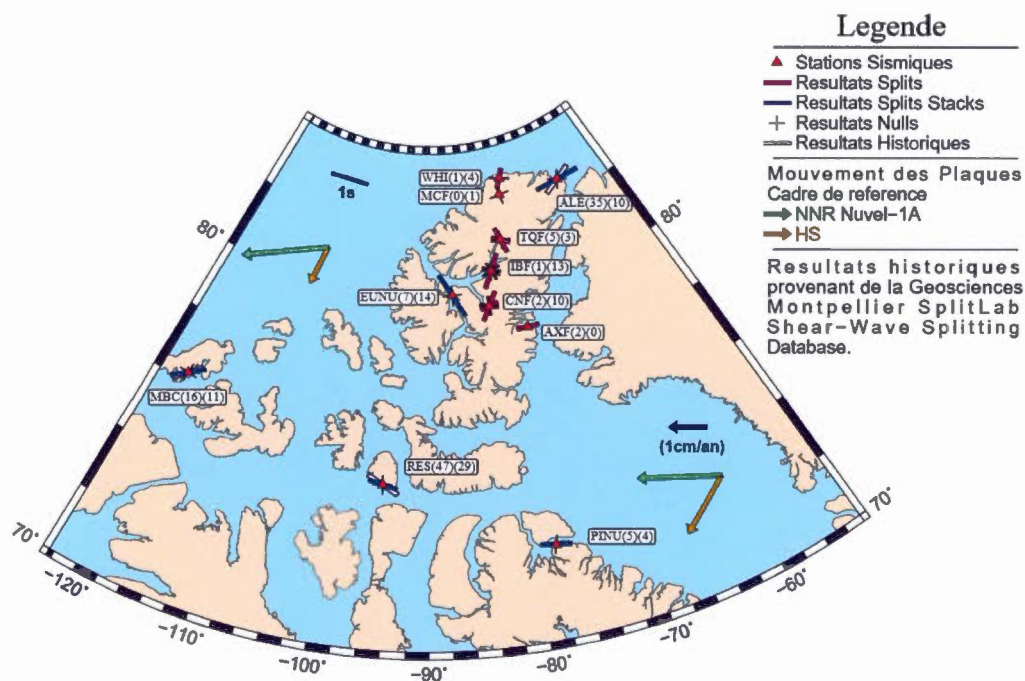 Legende
Stations Sismiques
Resultats Splits
Resultats Splits Stacks
Resultats Nulls
Resultats Historiques
Mouvement des Plaques
Cadre de reference
NNR Nuvel-1A
HS
Resultats historiques
provenant de la Geosciences
Montpellier SplitLab
Shear-Wave Splitting
Database.
1s
WHI(1)(4)
MCF(0)(1)
ALE(35)(10)
TQF(5)(3)
IBF(1)(13)
EUNU(7)(14)
CNF(2)(10)
AXF(2)(0)
MBC(16)(11)
RES(47)(29)
PINU(5)(4)
(1cm/an)
80°
80°
70°
70°
-120°
-110°
-100°
-90°
-80°
-70°
-60°